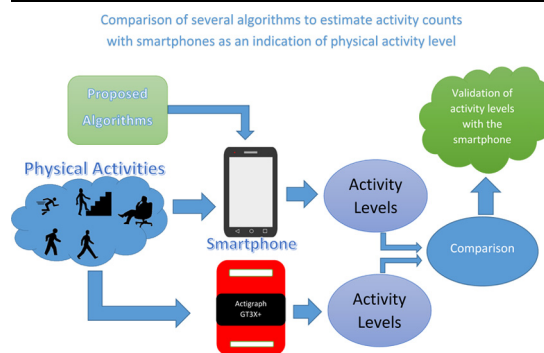 Comparison of several algorithms to estimate activity counts
with smartphones as an indication of physical activity level
Proposed
Algorithms
Validation of
activity levels
with the
smartphone
Physical Activities
Smartphone
Activity
Levels
Comparison
Actigraph
GT3X+
Activity
Levels